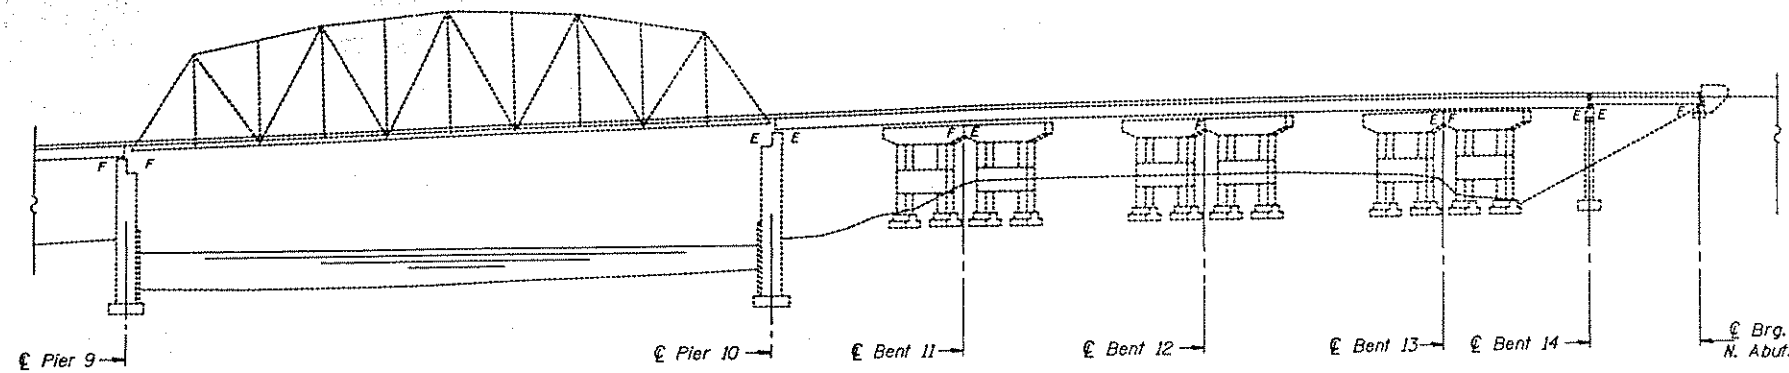 F F E E F E F F E E E
℄ Pier 9
℄ Pier 10
℄ Bent 11
℄ Bent 12
℄ Bent 13
℄ Bent 14
℄ Brg.
N. Abut.